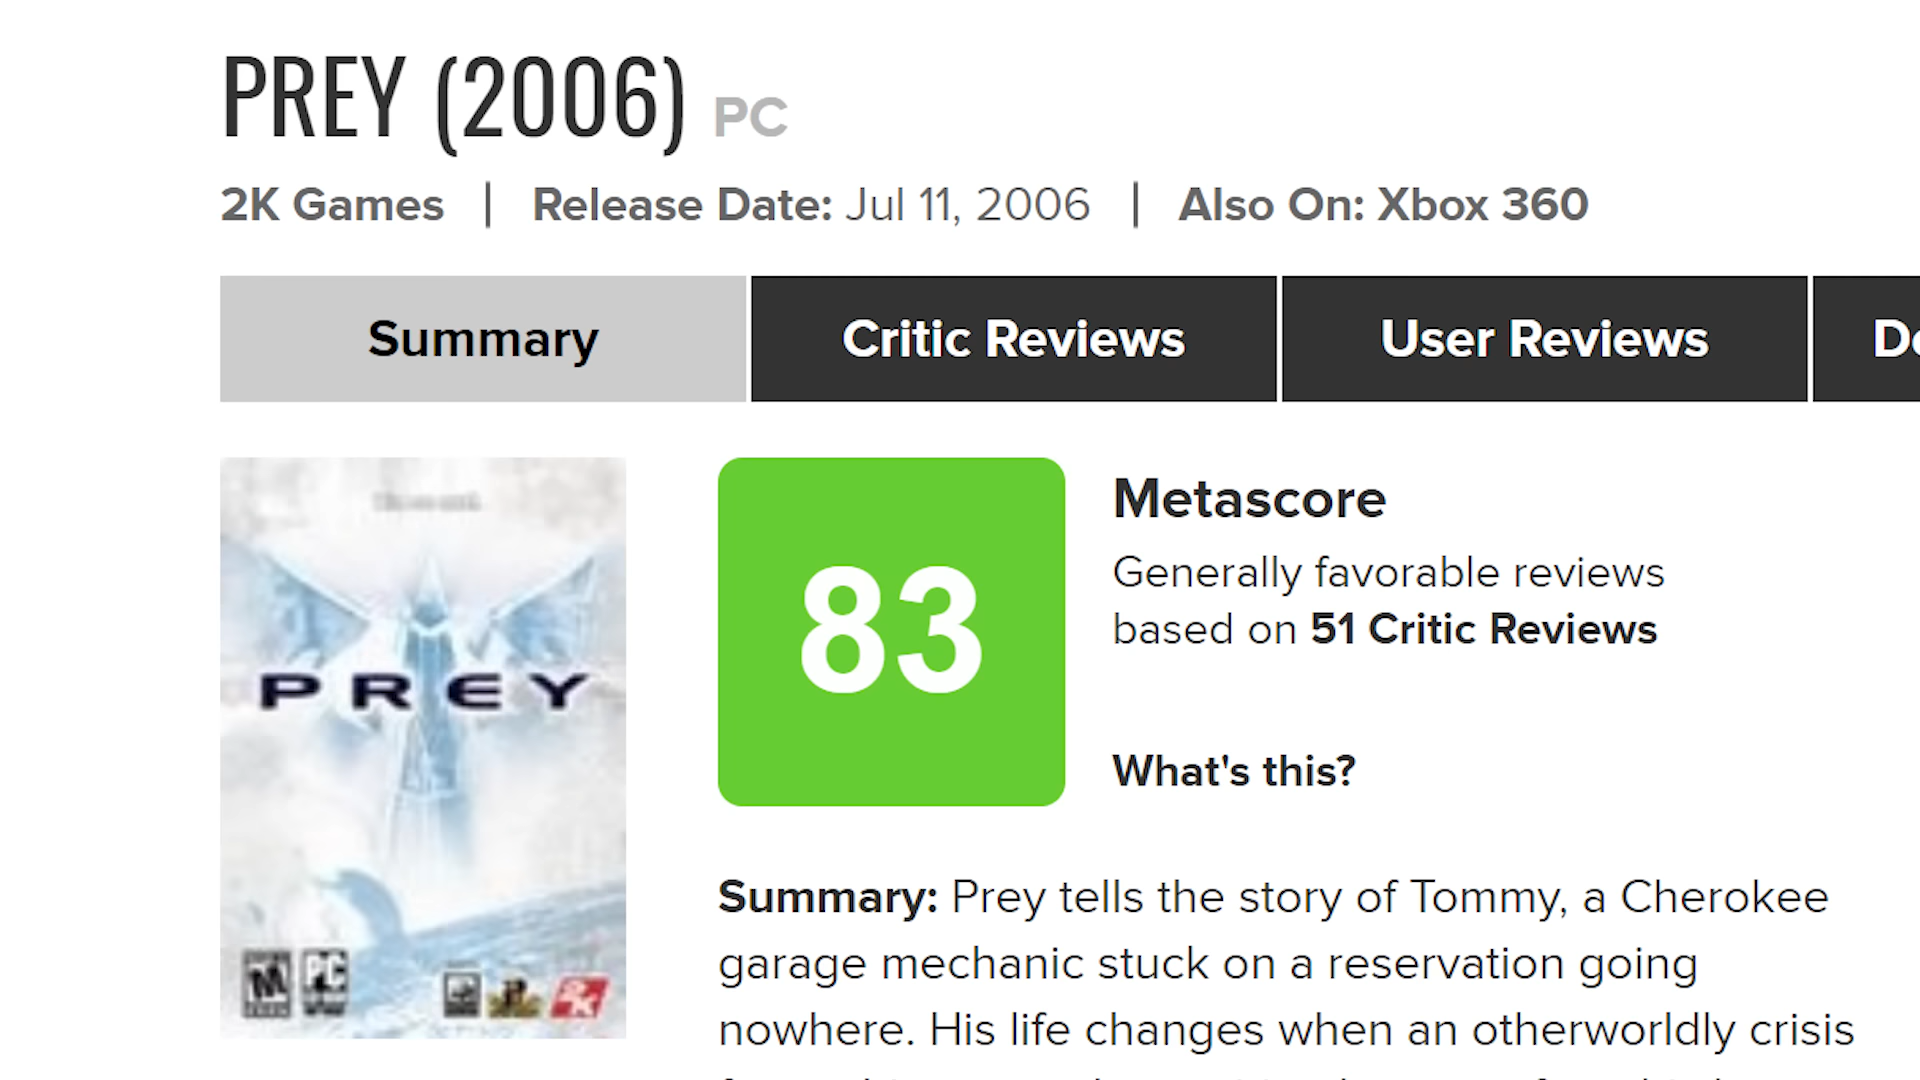 PREY (2006) PC
2K Games | Release Date: Jul 11, 2006 | Also On: Xbox 360
Summary
Critic Reviews
User Reviews
PREY
M
PC
2K
83
Metascore
Generally favorable reviews
based on 51 Critic Reviews
What's this?
Summary: Prey tells the story of Tommy, a Cherokee
garage mechanic stuck on a reservation going
nowhere. His life changes when an otherworldly crisis